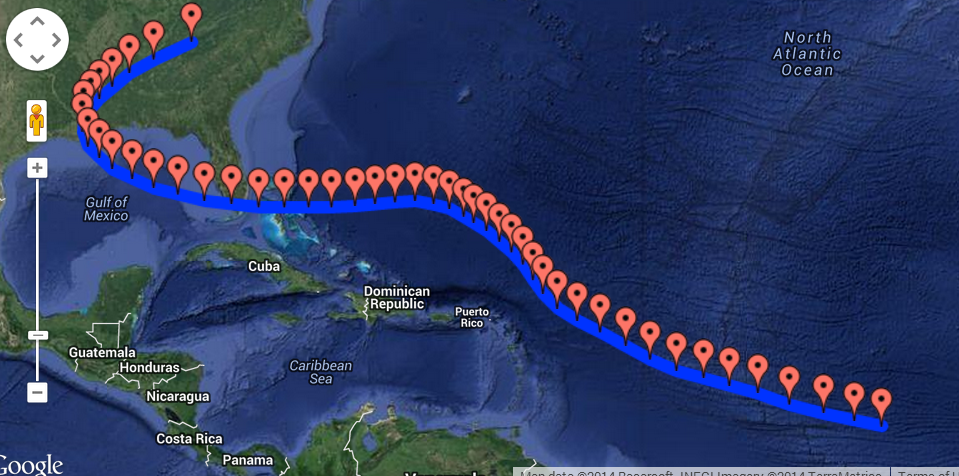 North
Atlantic
Ocean
+
Gulf of
Mexico
Cuba
Dominican
Republic
Puerto
Rico
Guatemala
Honduras
Caribbean
Sea
−
Nicaragua
Costa Rica
Panama
Google
Map data ©2014 Basarsoft, INEGI Imagery ©2014 TerraMetrics
Terms of